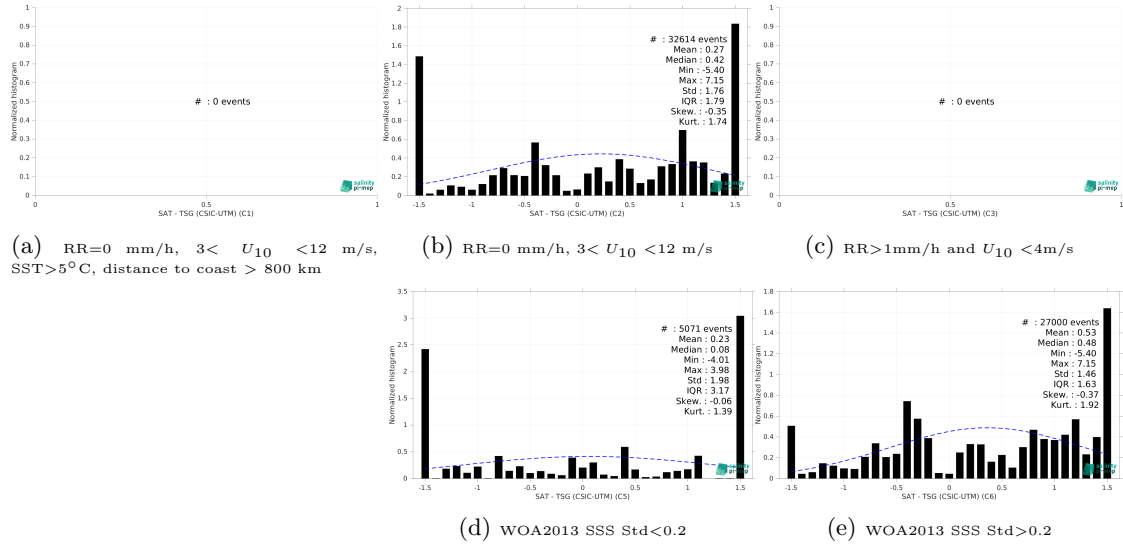 1
0.9
0.8
0.7
0.6
0.5
0.4
0.3
0.2
0.1
0
Normalized histogram
# : 0 events
0 0.5 1
SAT - TSG (CSIC-UTM) (C1)
salinity
pi-mep
(a) RR=0 mm/h, 3< U10 <12 m/s,
SST>5°C, distance to coast > 800 km
2
1.8
1.6
1.4
1.2
1
0.8
0.6
0.4
0.2
0
Normalized histogram
# : 32614 events
Mean : 0.27
Median : 0.42
Min : -5.40
Max : 7.15
Std : 1.76
IQR : 1.79
Skew. : -0.35
Kurt. : 1.74
-1.5 -1 -0.5 0 0.5 1 1.5
SAT - TSG (CSIC-UTM) (C2)
salinity
pi-mep
(b) RR=0 mm/h, 3< U10 <12 m/s
1
0.9
0.8
0.7
0.6
0.5
0.4
0.3
0.2
0.1
0
Normalized histogram
# : 0 events
0 0.5 1
SAT - TSG (CSIC-UTM) (C3)
salinity
pi-mep
(c) RR>1mm/h and U10 <4m/s
3.5
3
2.5
2
1.5
1
0.5
0
Normalized histogram
# : 5071 events
Mean : 0.23
Median : 0.08
Min : -4.01
Max : 3.98
Std : 1.98
IQR : 3.17
Skew. : -0.06
Kurt. : 1.39
-1.5 -1 -0.5 0 0.5 1 1.5
SAT - TSG (CSIC-UTM) (C5)
salinity
pi-mep
(d) WOA2013 SSS Std<0.2
1.8
1.6
1.4
1.2
1
0.8
0.6
0.4
0.2
0
Normalized histogram
# : 27000 events
Mean : 0.53
Median : 0.48
Min : -5.40
Max : 7.15
Std : 1.46
IQR : 1.63
Skew. : -0.37
Kurt. : 1.92
-1.5 -1 -0.5 0 0.5 1 1.5
SAT - TSG (CSIC-UTM) (C6)
salinity
pi-mep
(e) WOA2013 SSS Std>0.2